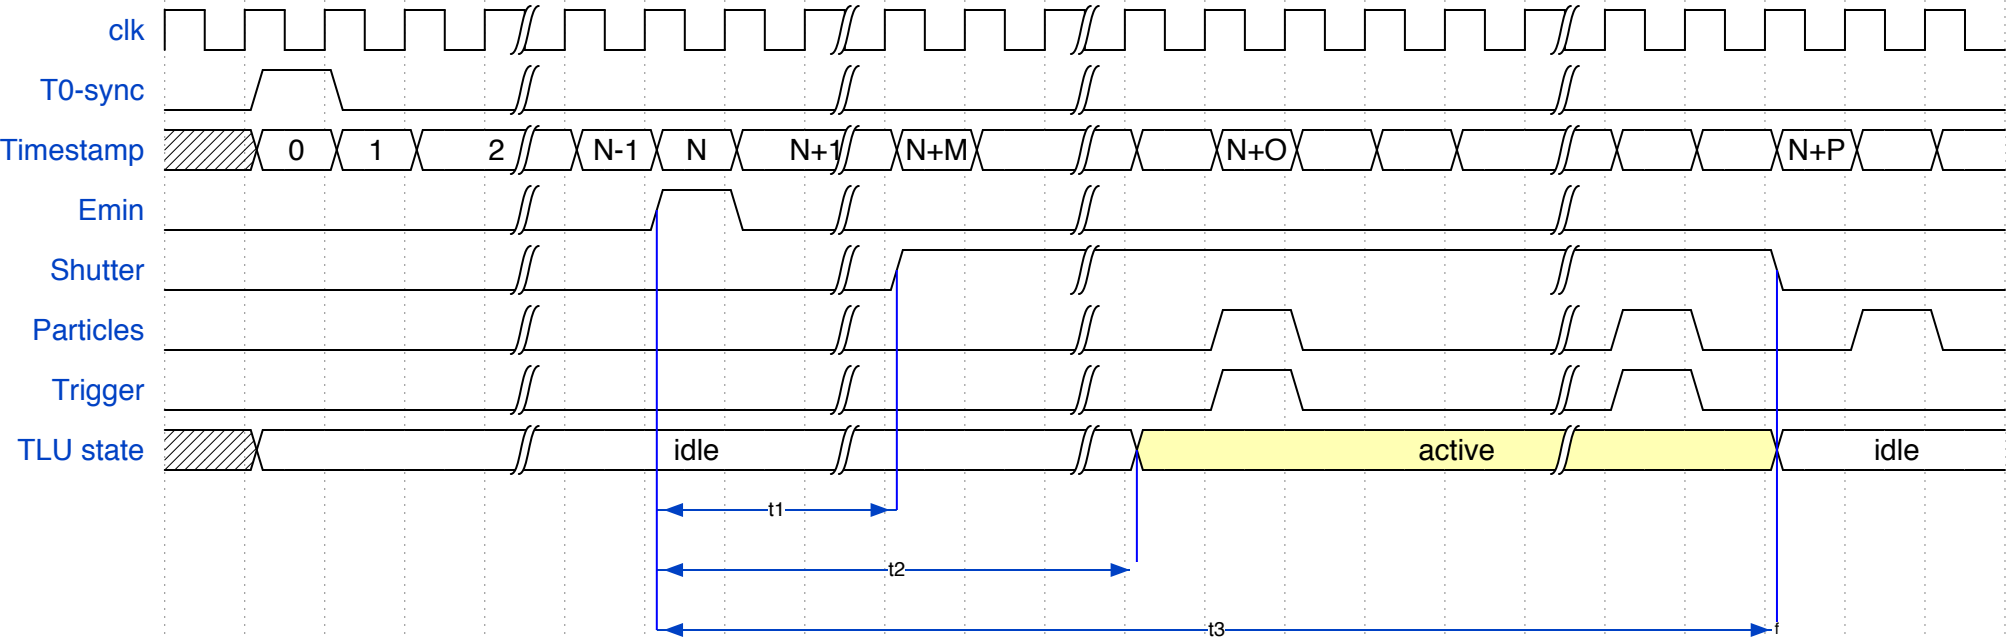 clk
T0-sync
Timestamp 0 1 2 N-1 N N+1 N+M N+O N+P
Emin
Shutter
Particles
Trigger
TLU state idle active idle
t1
t2
t3 f